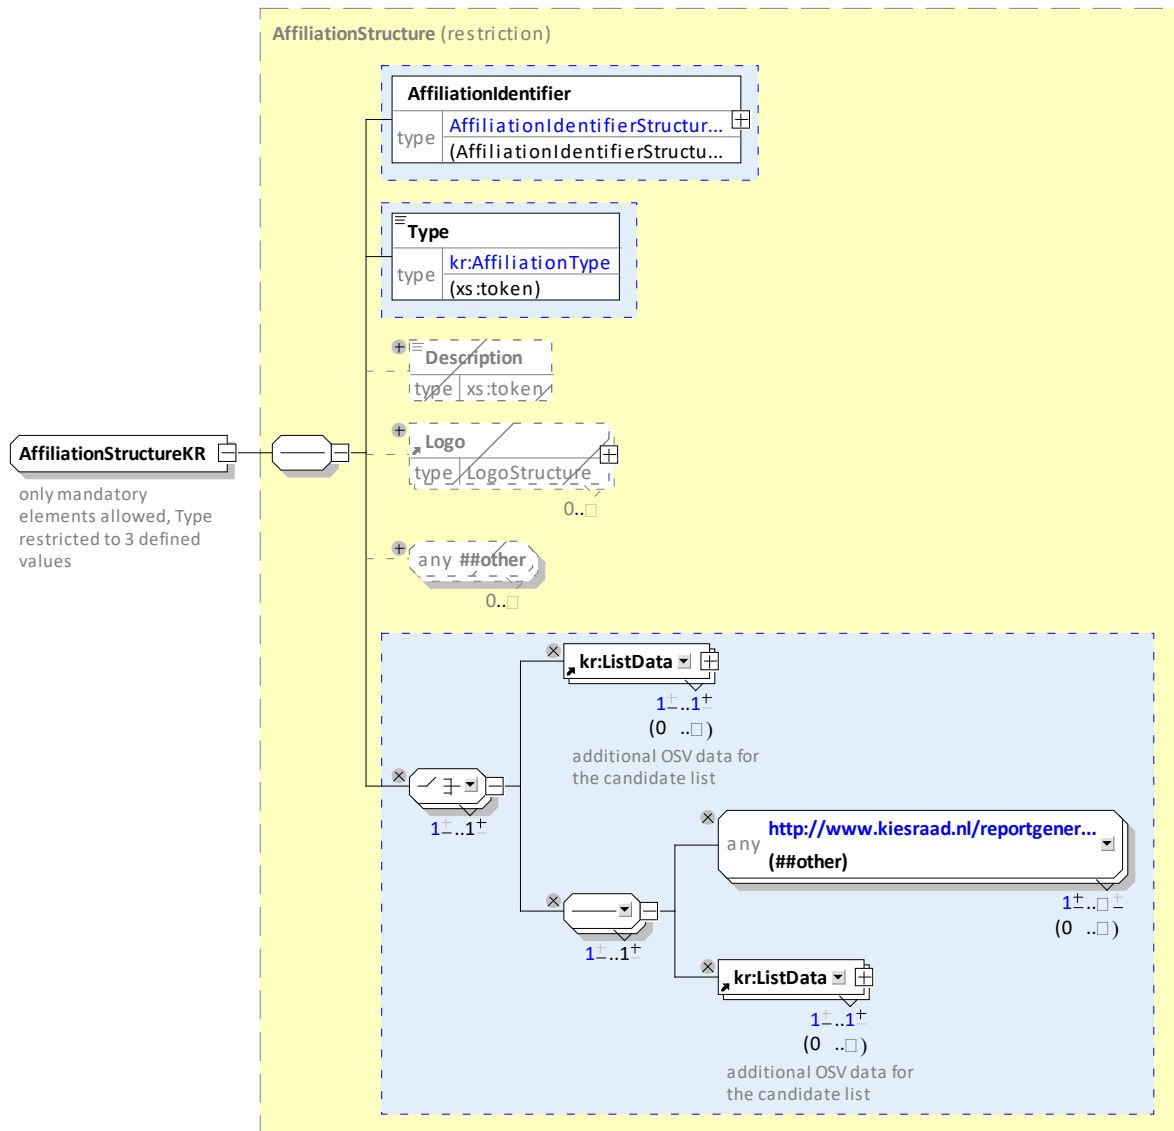 AffiliationStructure (restriction)
AffiliationIdentifier
type
AffiliationIdentifierStructur...
(AffiliationIdentifierStructu...
Type
type
kr:AffiliationType
(xs:token)
Description
type xs:token
Logo
type LogoStructure
0..□
any ##other
0..□
AffiliationStructureKR
only mandatory
elements allowed, Type
restricted to 3 defined
values
kr:ListData
1±..1±
(0 ..□)
additional OSV data for
the candidate list
1±..1±
any
http://www.kiesraad.nl/reportgener...
(##other)
1±..□±
(0 ..□)
1±..1±
kr:ListData
1±..1±
(0 ..□)
additional OSV data for
the candidate list